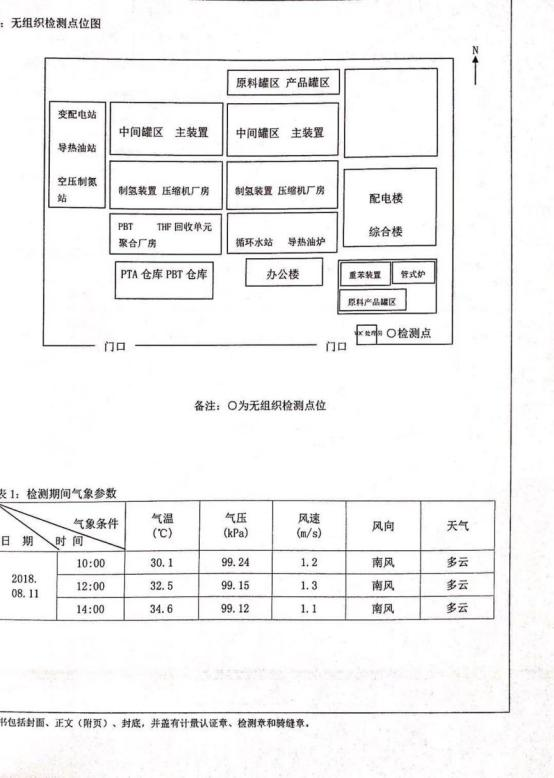 ：无组织检测点位图
N
原料罐区 产品罐区
变配电站
导热油站
空压制氮
站
中间罐区 主装置
中间罐区 主装置
制氢装置 压缩机厂房
制氢装置 压缩机厂房
配电楼
综合楼
PBT THF 回收单元
聚合厂房
循环水站 导热油炉
PTA 仓库 PBT 仓库
办公楼
重苯装置 管式炉
原料产品罐区
○检测点
门口 门口
备注：○为无组织检测点位
表 1：检测期间气象参数
气象条件
日 期 时 间
气温
(℃)
气压
(kPa)
风速
(m/s)
风向
天气
2018.
08.11
10:00 30.1 99.24 1.2 南风 多云
12:00 32.5 99.15 1.3 南风 多云
14:00 34.6 99.12 1.1 南风 多云
书包括封面、正文（附页）、封底，并盖有计量认证章、检测章和骑缝章。